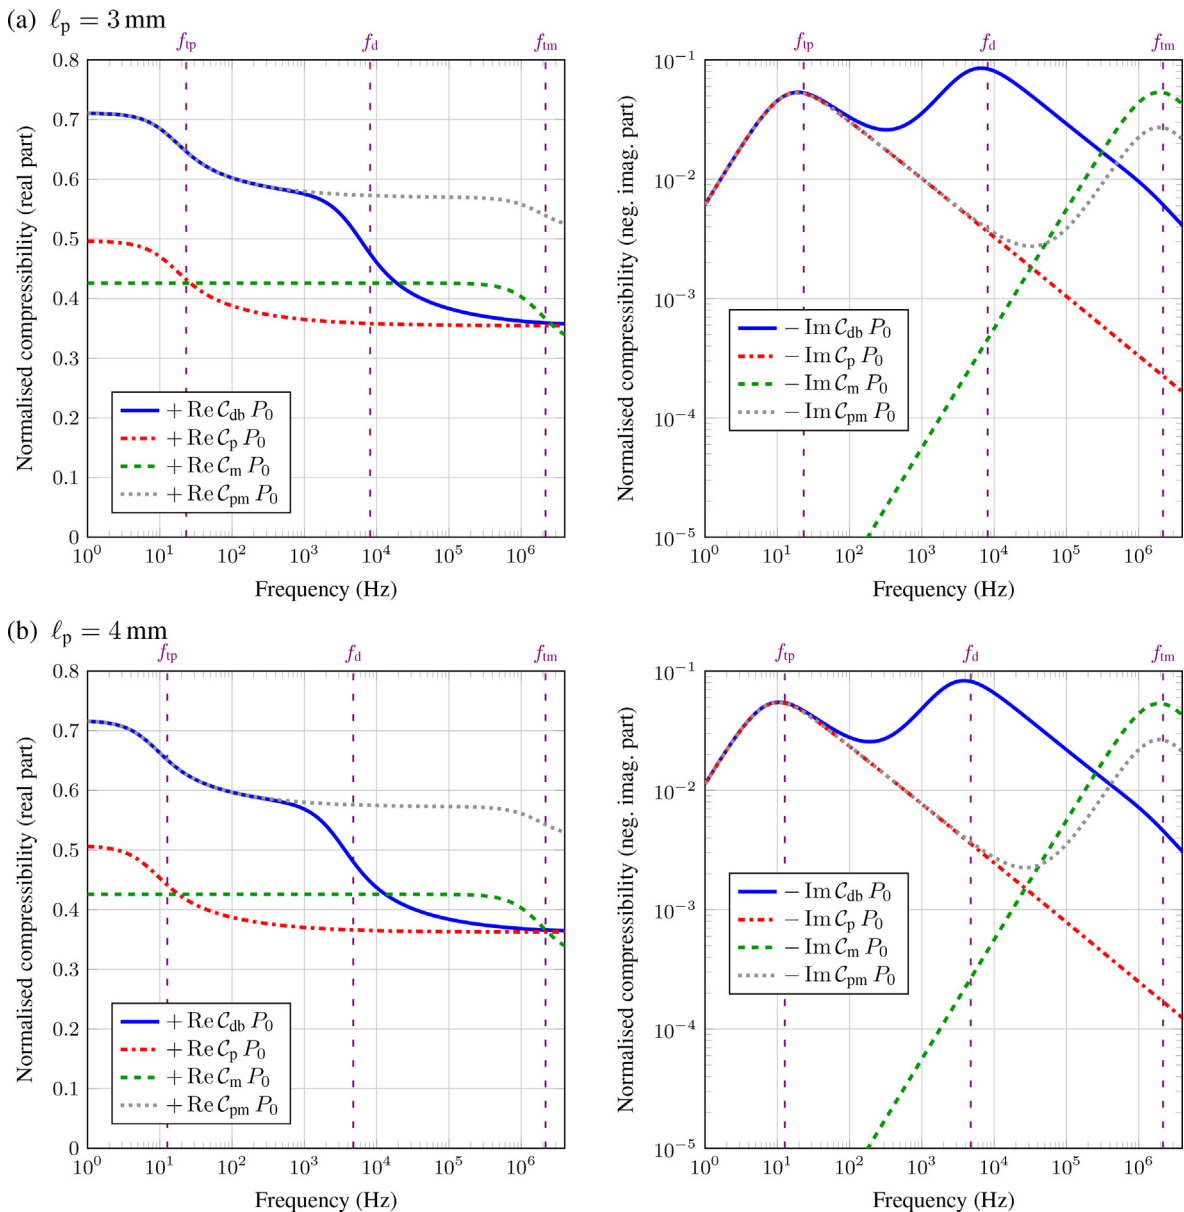 (a) ℓp = 3 mm
ftp fd ftm
0.8
0.7
0.6
0.5
0.4
0.3
0.2
0.1
0
Normalised compressibility (real part)
+ Re 𝒞db P0
+ Re 𝒞p P0
+ Re 𝒞m P0
+ Re 𝒞pm P0
10^0 10^1 10^2 10^3 10^4 10^5 10^6
Frequency (Hz)
ftp fd ftm
10^−1
10^−2
10^−3
10^−4
10^−5
Normalised compressibility (neg. imag. part)
− Im 𝒞db P0
− Im 𝒞p P0
− Im 𝒞m P0
− Im 𝒞pm P0
10^0 10^1 10^2 10^3 10^4 10^5 10^6
Frequency (Hz)
(b) ℓp = 4 mm
ftp fd ftm
0.8
0.7
0.6
0.5
0.4
0.3
0.2
0.1
0
Normalised compressibility (real part)
+ Re 𝒞db P0
+ Re 𝒞p P0
+ Re 𝒞m P0
+ Re 𝒞pm P0
10^0 10^1 10^2 10^3 10^4 10^5 10^6
Frequency (Hz)
ftp fd ftm
10^−1
10^−2
10^−3
10^−4
10^−5
Normalised compressibility (neg. imag. part)
− Im 𝒞db P0
− Im 𝒞p P0
− Im 𝒞m P0
− Im 𝒞pm P0
10^0 10^1 10^2 10^3 10^4 10^5 10^6
Frequency (Hz)